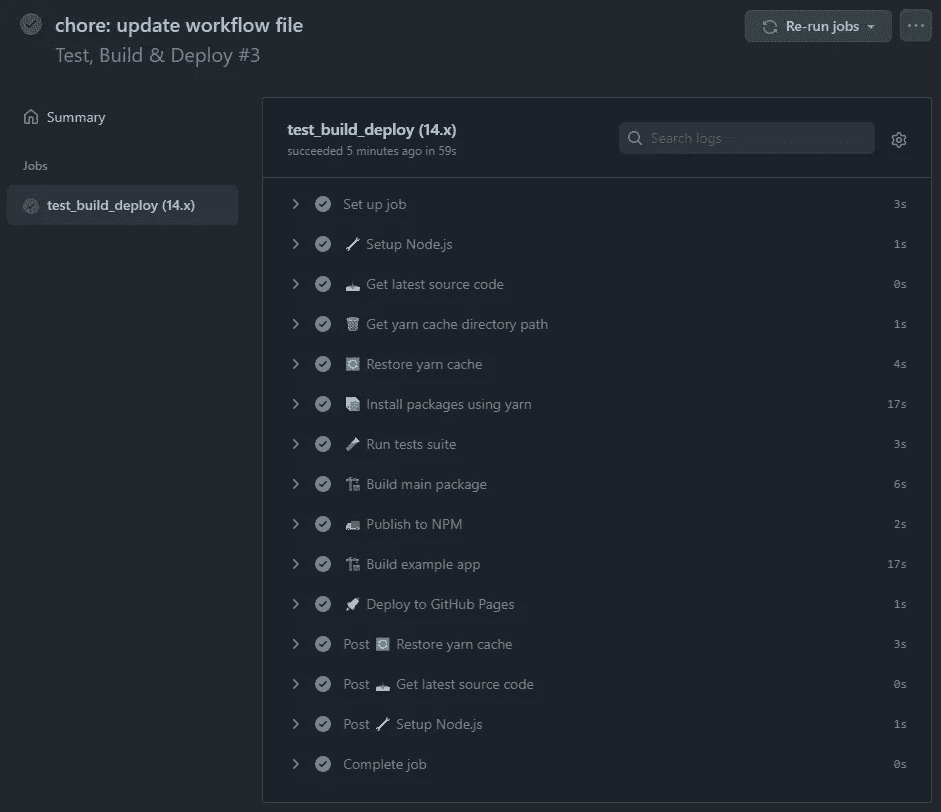 chore: update workflow file
Test, Build & Deploy #3
Re-run jobs
Summary
Jobs
test_build_deploy (14.x)
test_build_deploy (14.x)
succeeded 5 minutes ago in 59s
Search logs
Set up job 3s
Setup Node.js 1s
Get latest source code 0s
Get yarn cache directory path 1s
Restore yarn cache 4s
Install packages using yarn 17s
Run tests suite 3s
Build main package 6s
Publish to NPM 2s
Build example app 17s
Deploy to GitHub Pages 1s
Post Restore yarn cache 3s
Post Get latest source code 0s
Post Setup Node.js 1s
Complete job 0s